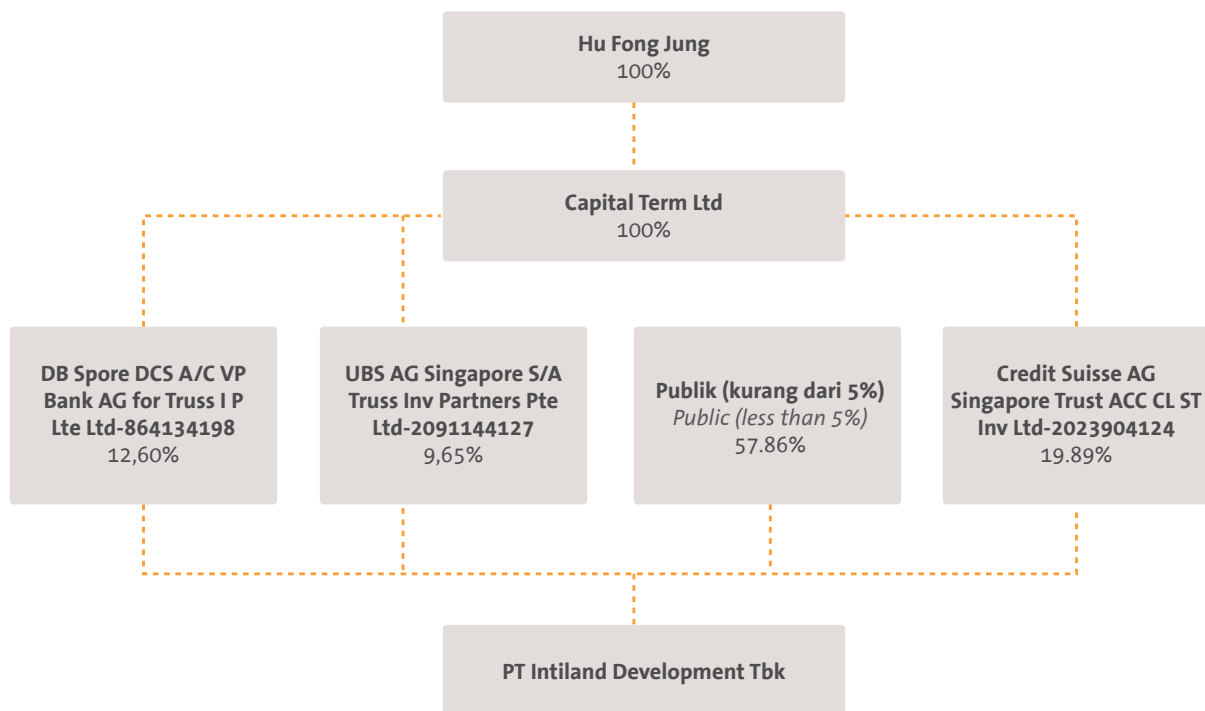 Hu Fong Jung
100%
Capital Term Ltd
100%
DB Spore DCS A/C VP
Bank AG for Truss I P
Lte Ltd-864134198
12,60%
UBS AG Singapore S/A
Truss Inv Partners Pte
Ltd-2091144127
9,65%
Publik (kurang dari 5%)
Public (less than 5%)
57.86%
Credit Suisse AG
Singapore Trust ACC CL ST
Inv Ltd-2023904124
19.89%
PT Intiland Development Tbk